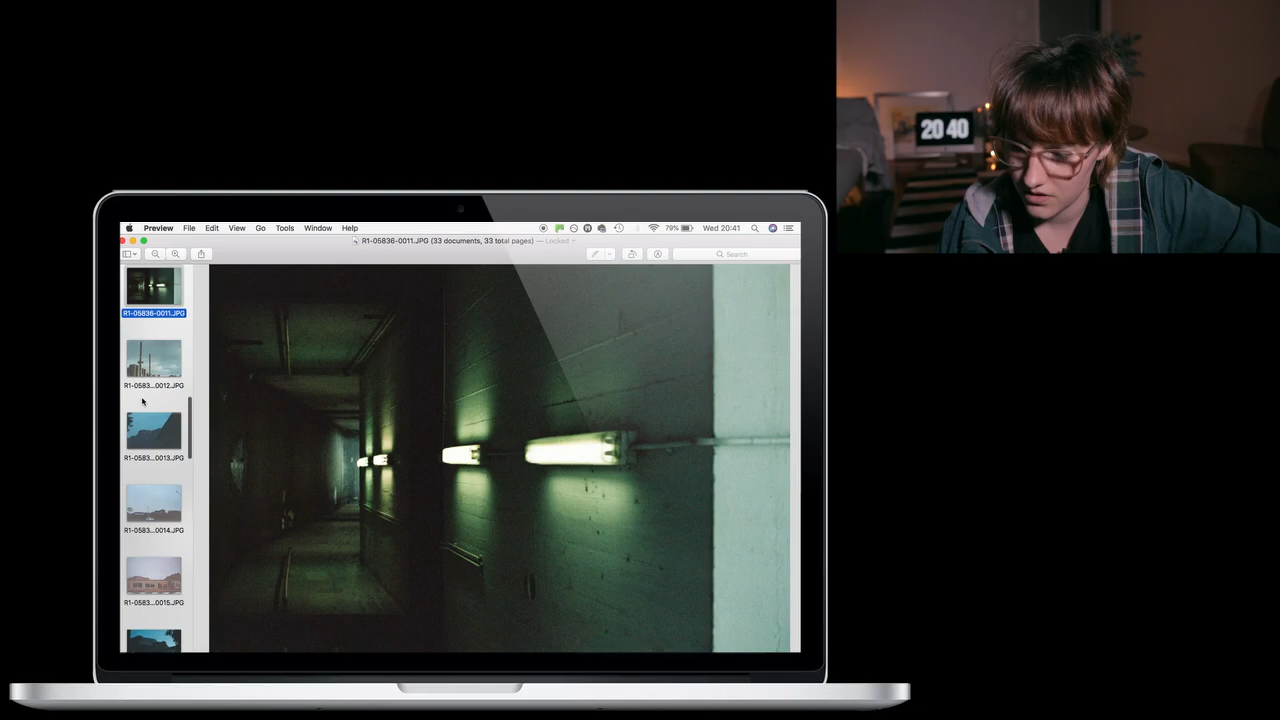 20 40
Preview File Edit View Go Tools Window Help 79% Wed 20:41
R1-05836-0011.JPG (33 documents, 33 total pages) — Locked
Search
R1-05836-0011.JPG
R1-0583...0012.JPG
R1-0583...0013.JPG
R1-0583...0014.JPG
R1-0583...0015.JPG